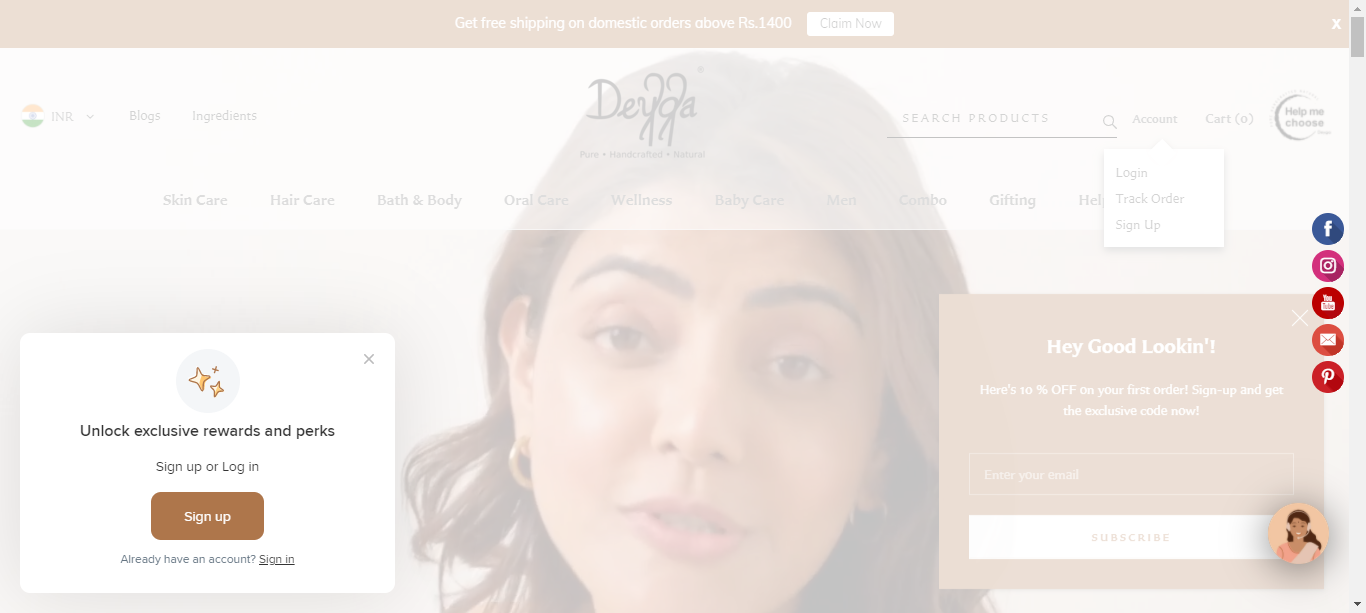 Get free shipping on domestic orders above Rs.1400 Claim Now X
Deyga
®
Pure • Handcrafted • Natural
INR Blogs Ingredients
SEARCH PRODUCTS Account Cart (0)
Help me
choose
Login
Track Order
Sign Up
Skin Care Hair Care Bath & Body Oral Care Wellness Baby Care Men Combo Gifting Hel
Unlock exclusive rewards and perks
Sign up or Log in
Sign up
Already have an account? Sign in
Hey Good Lookin'!
Here's 10 % OFF on your first order! Sign-up and get
the exclusive code now!
Enter your email
SUBSCRIBE
You
Tube